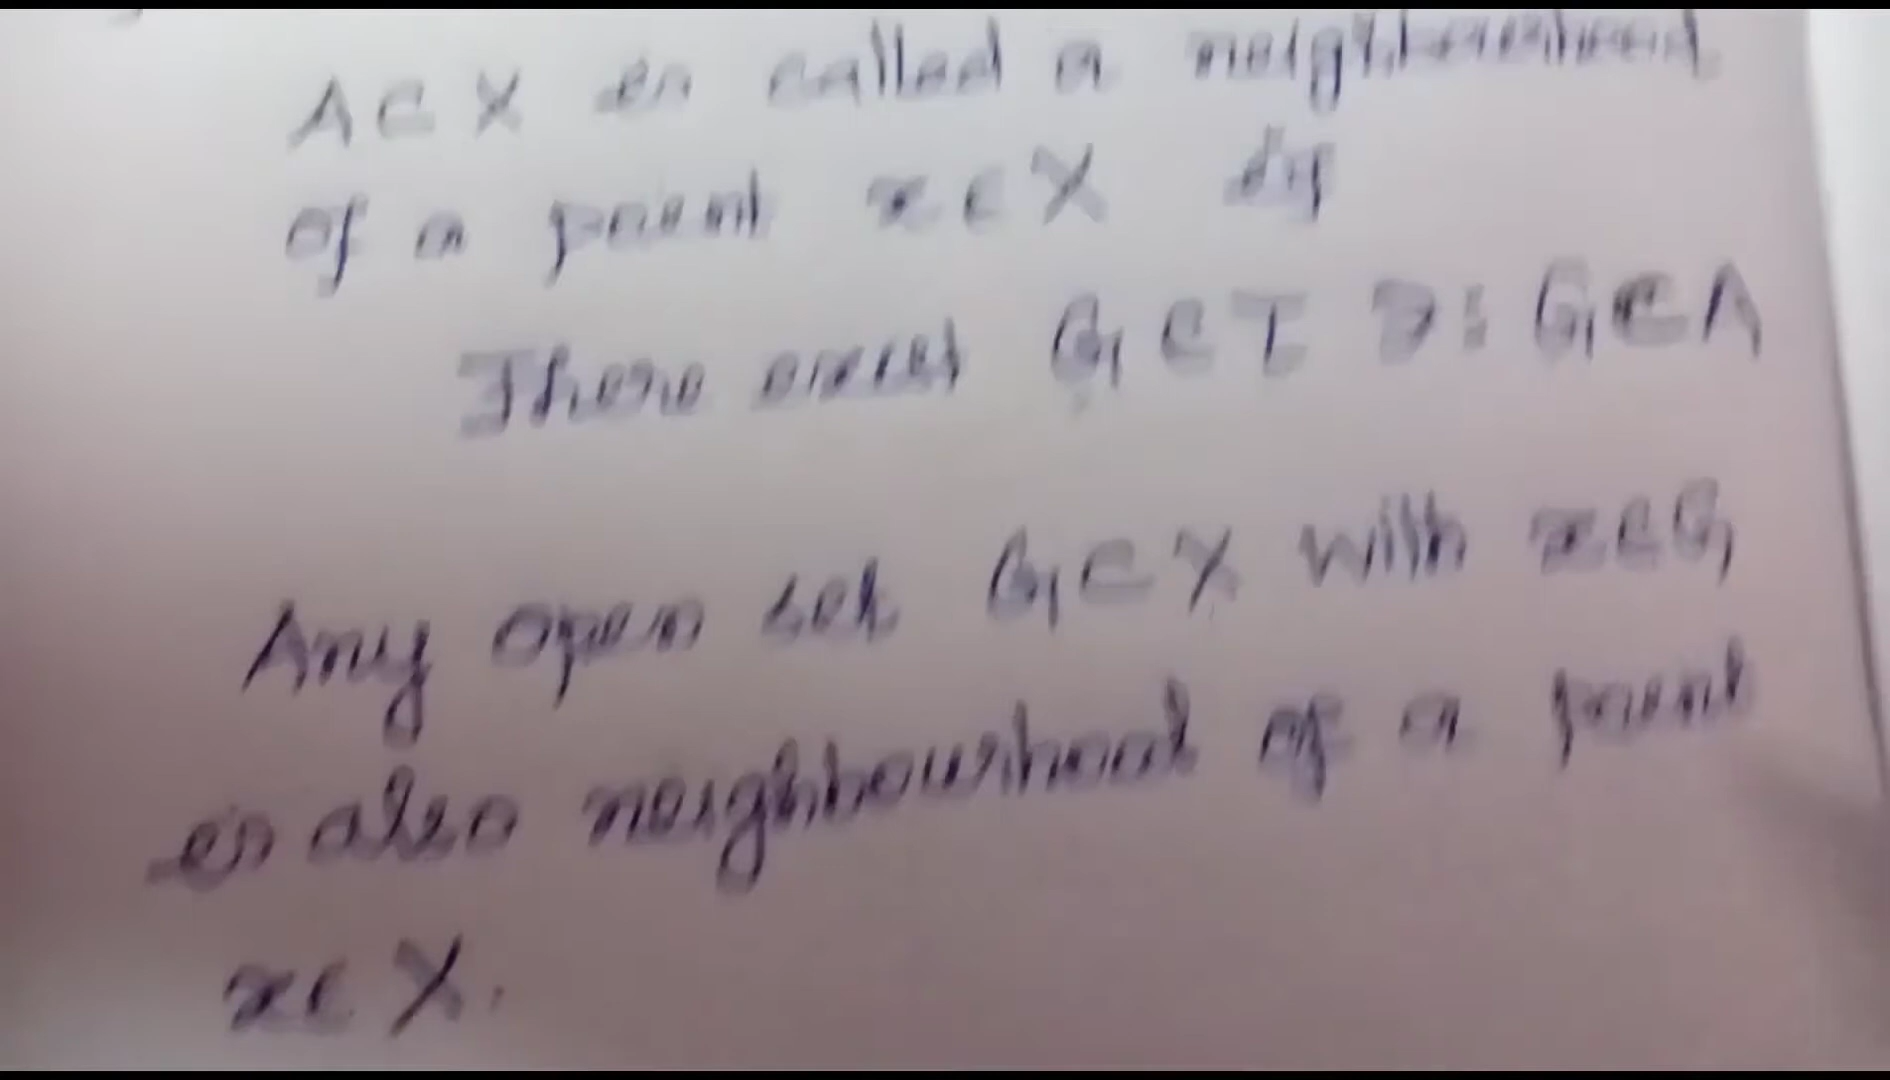 A ⊂ X is called a neighbourhood
of a point x ∈ X if
There exist G ∈ T ∋: G ⊂ A
Any open set G ⊂ X with x ∈ G
is also neighbourhood of a point
x ∈ X.